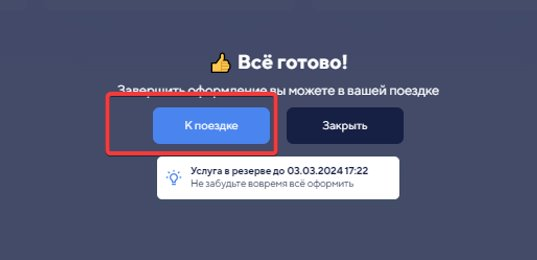 Всё готово!
Завершить оформление вы можете в вашей поездке
К поездке
Закрыть
Услуга в резерве до 03.03.2024 17:22
Не забудьте вовремя всё оформить